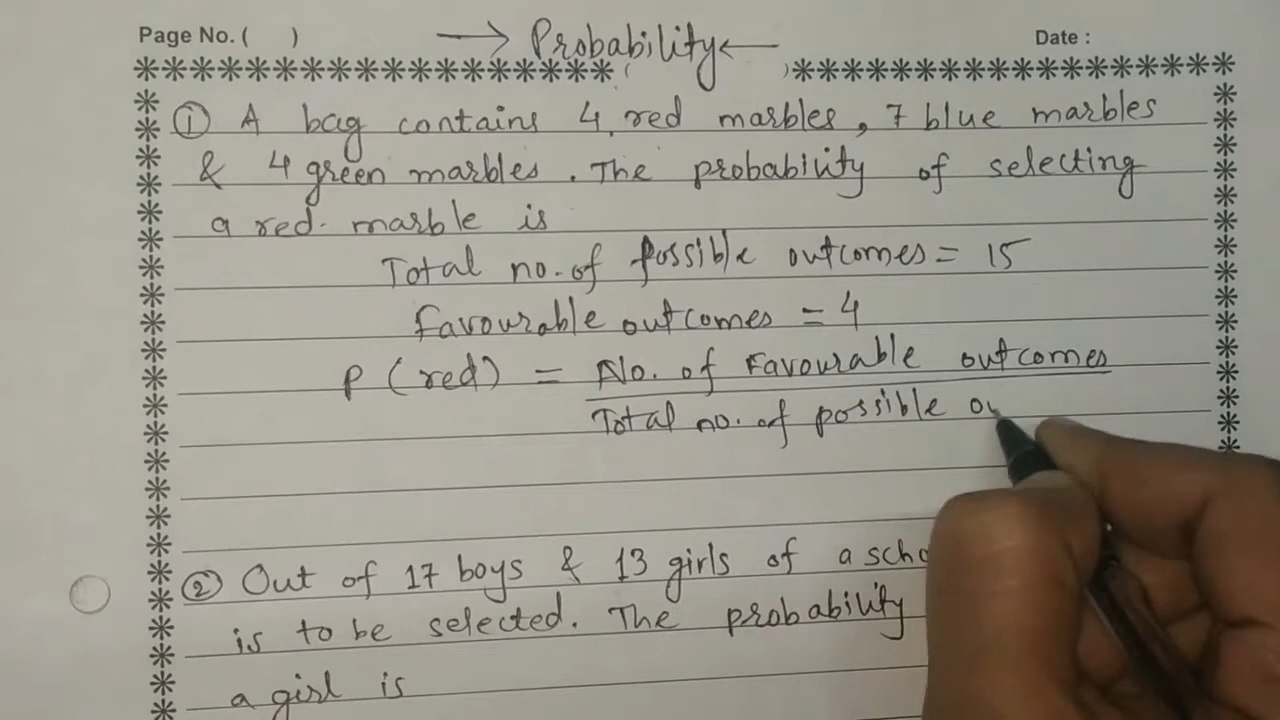 Page No. ( ) → Probability ← Date :
① A bag contains 4 red marbles, 7 blue marbles
& 4 green marbles. The probability of selecting
a red marble is
Total no. of possible outcomes = 15
Favourable outcomes = 4
P (red) = No. of Favourable outcomes
Total no. of possible ou
② Out of 17 boys & 13 girls of a scho
is to be selected. The probability
a girl is